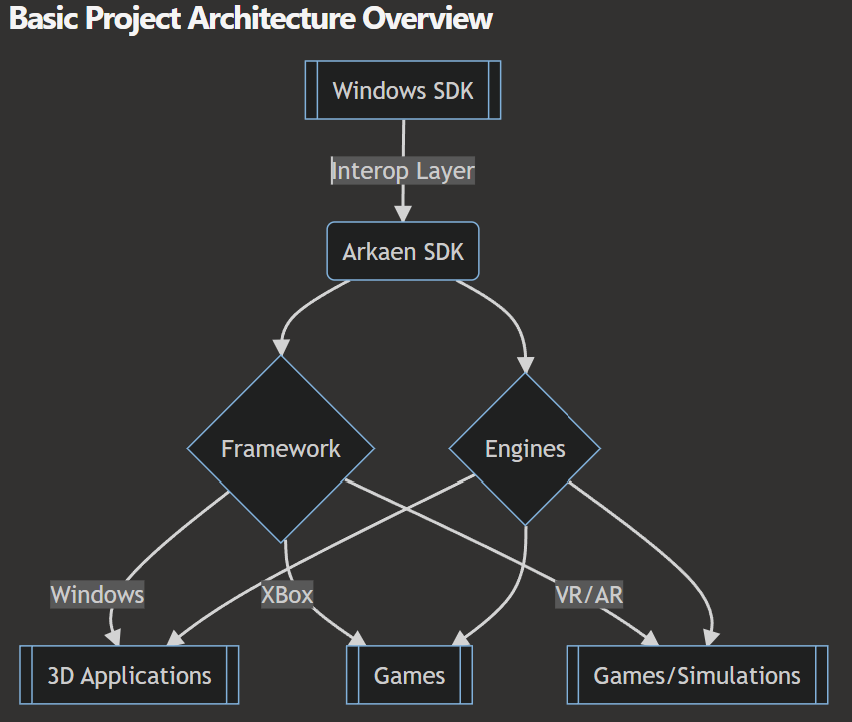 Basic Project Architecture Overview
Windows SDK
Interop Layer
Arkaen SDK
Framework
Engines
Windows
XBox
VR/AR
3D Applications
Games
Games/Simulations